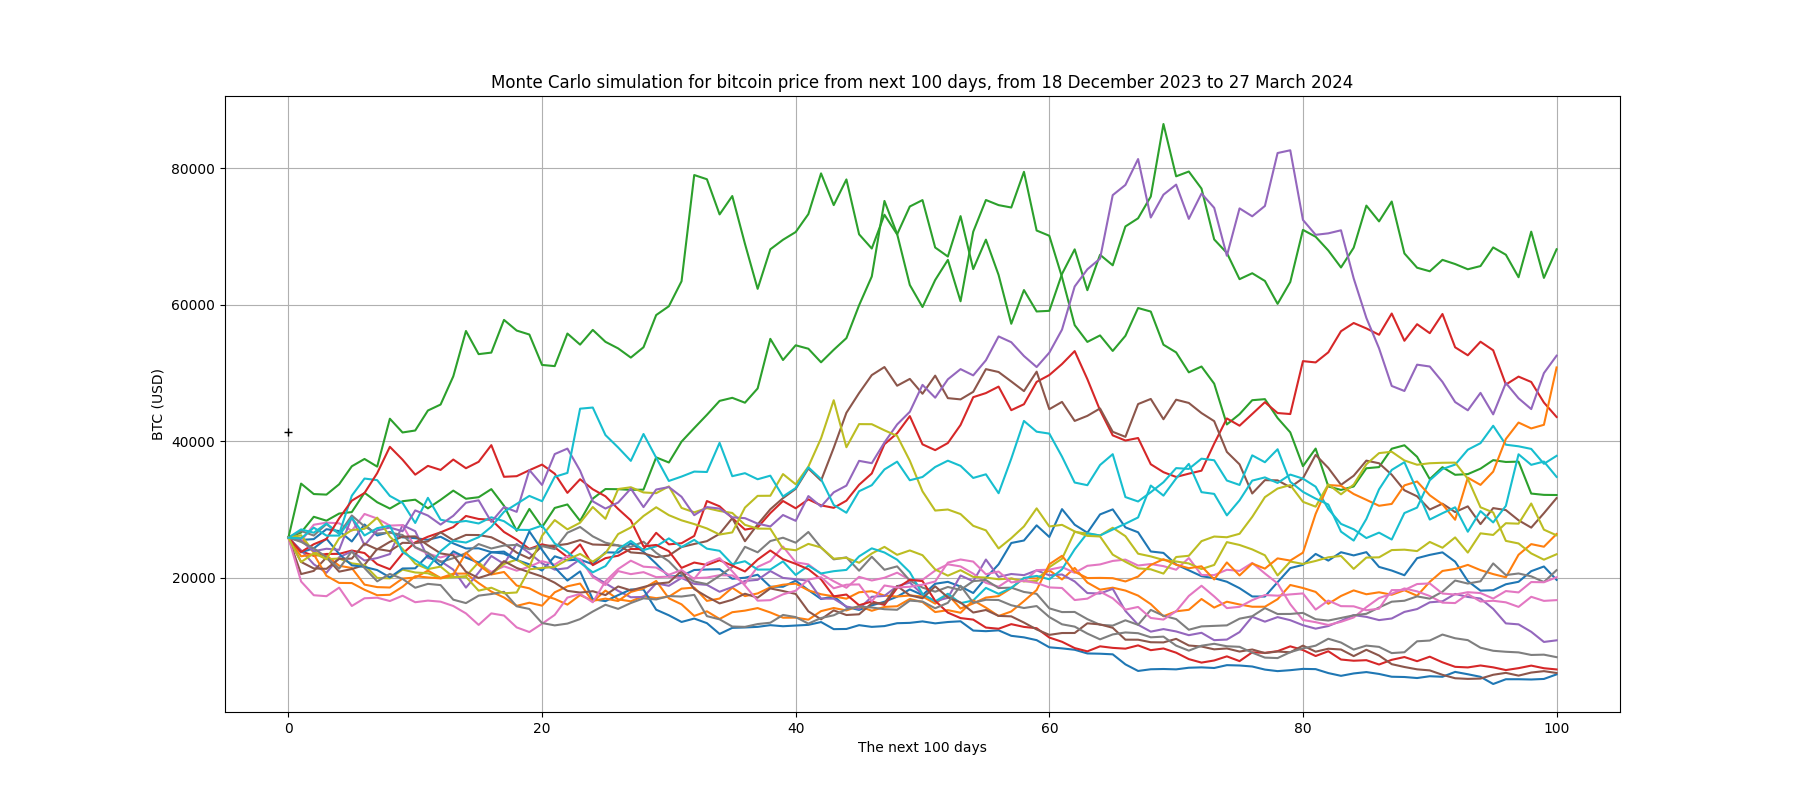 Monte Carlo simulation for bitcoin price from next 100 days, from 18 December 2023 to 27 March 2024
BTC (USD)
80000
60000
40000
20000
0 20 40 60 80 100
The next 100 days